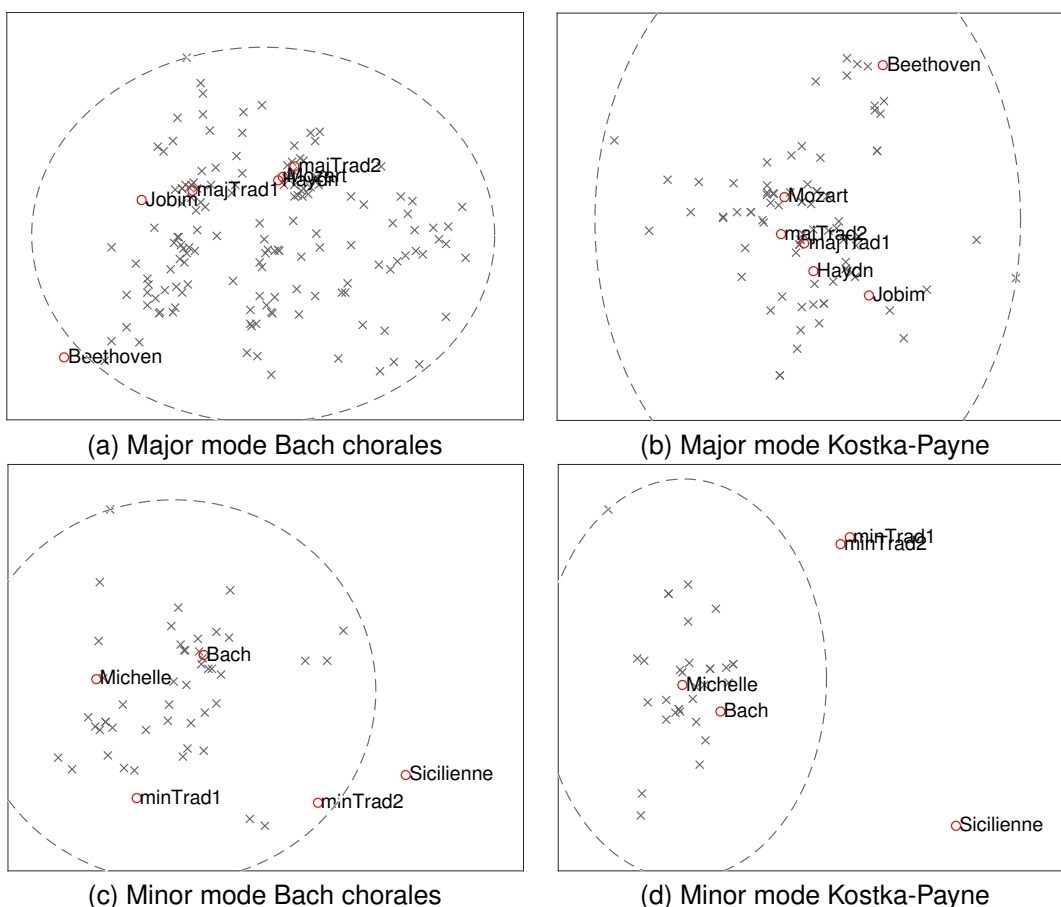 majTrad2
Mozart
Haydn
majTrad1
Jobim
Beethoven
(a) Major mode Bach chorales
Beethoven
Mozart
majTrad2
majTrad1
Haydn
Jobim
(b) Major mode Kostka-Payne
Bach
Michelle
Sicilienne
minTrad1
minTrad2
(c) Minor mode Bach chorales
minTrad1
minTrad2
Michelle
Bach
Sicilienne
(d) Minor mode Kostka-Payne